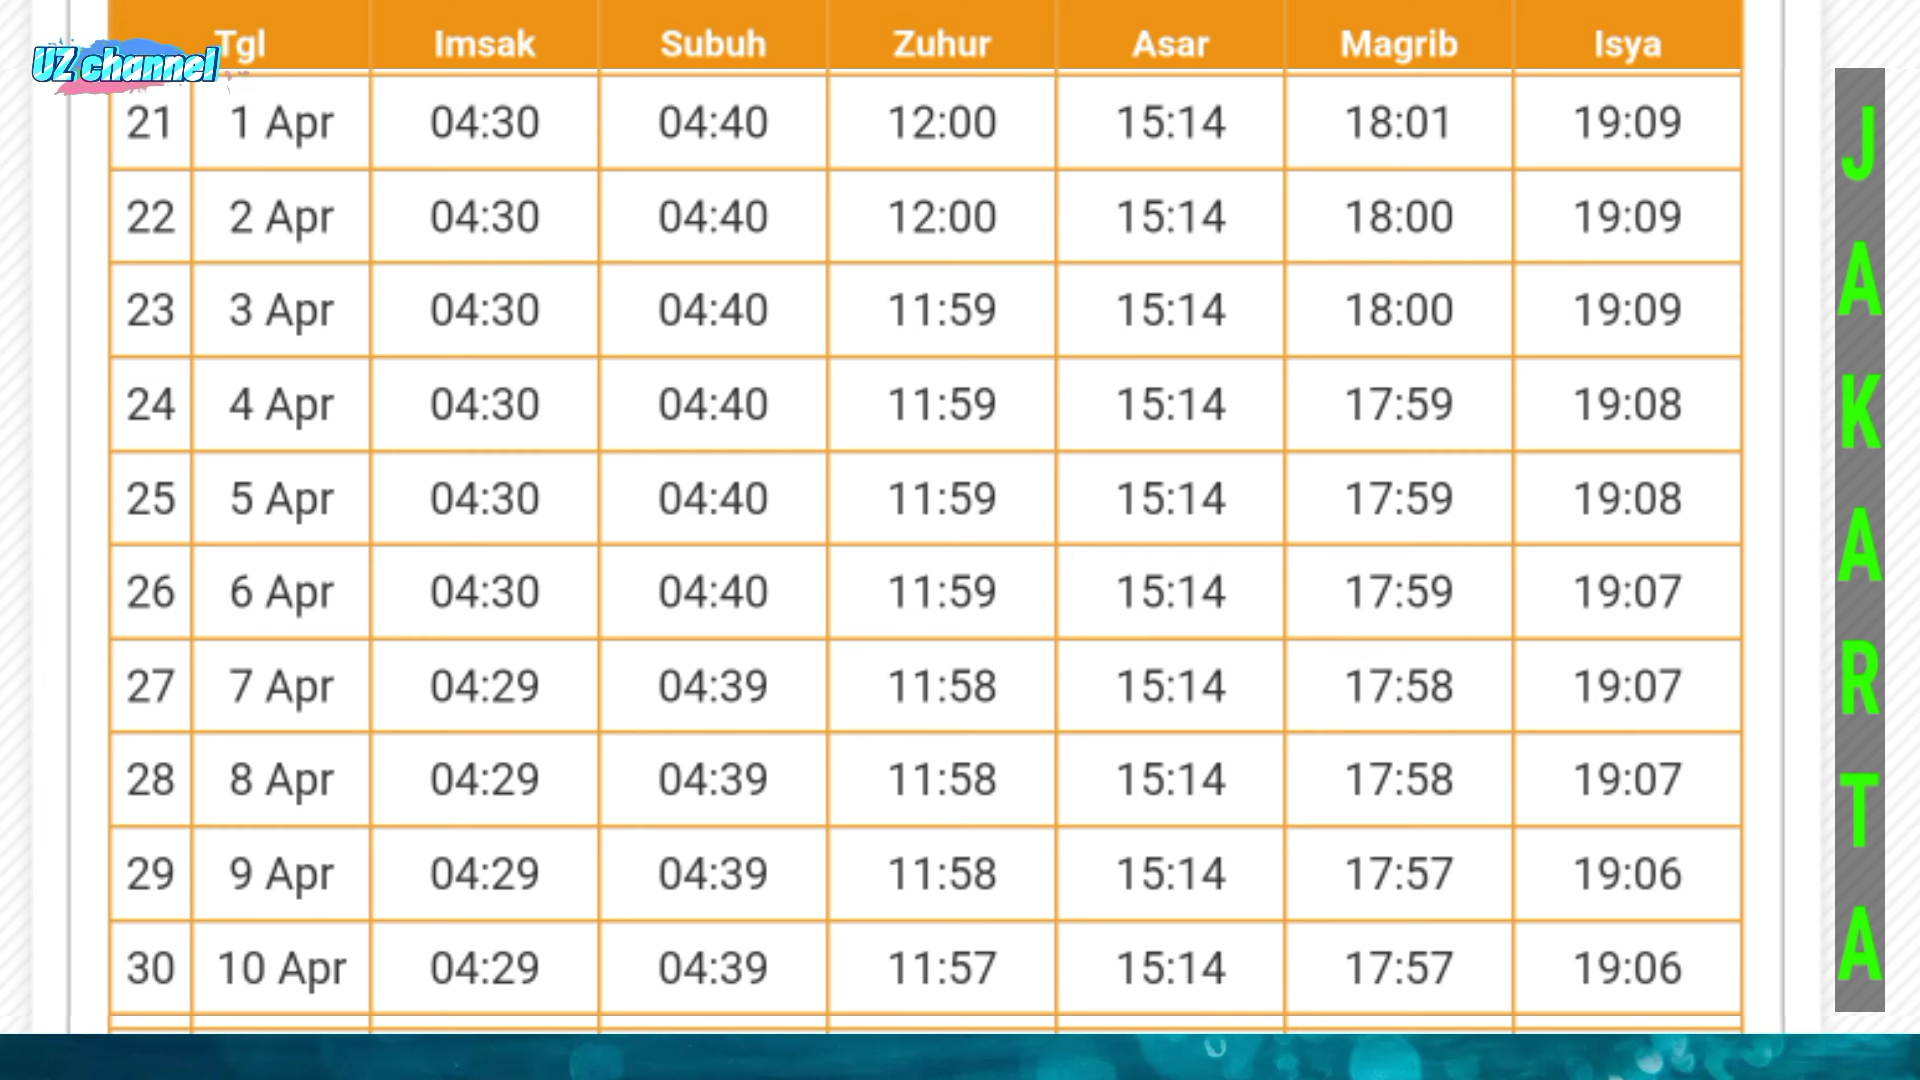 UZ channel
Tgl Imsak Subuh Zuhur Asar Magrib Isya
21 1 Apr 04:30 04:40 12:00 15:14 18:01 19:09
22 2 Apr 04:30 04:40 12:00 15:14 18:00 19:09
23 3 Apr 04:30 04:40 11:59 15:14 18:00 19:09
24 4 Apr 04:30 04:40 11:59 15:14 17:59 19:08
25 5 Apr 04:30 04:40 11:59 15:14 17:59 19:08
26 6 Apr 04:30 04:40 11:59 15:14 17:59 19:07
27 7 Apr 04:29 04:39 11:58 15:14 17:58 19:07
28 8 Apr 04:29 04:39 11:58 15:14 17:58 19:07
29 9 Apr 04:29 04:39 11:58 15:14 17:57 19:06
30 10 Apr 04:29 04:39 11:57 15:14 17:57 19:06
JAKARTA